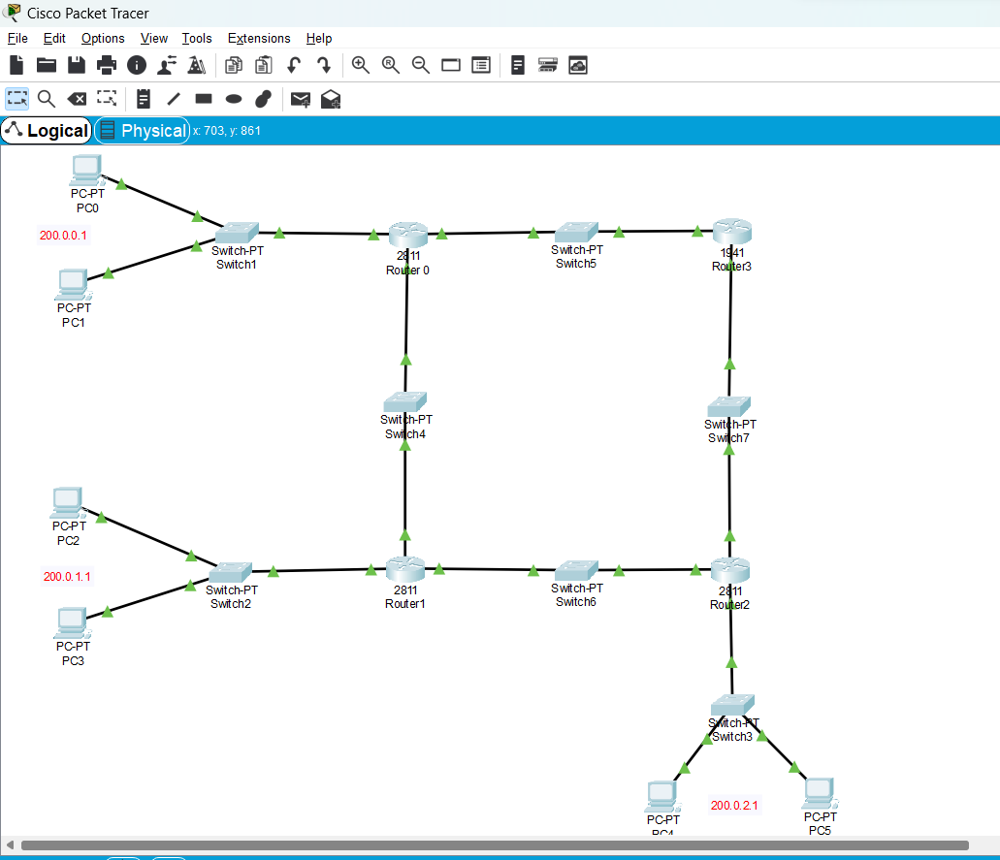 Cisco Packet Tracer
File Edit Options View Tools Extensions Help
Logical Physical x: 703, y: 861
PC-PT
PC0
200.0.0.1
Switch-PT
Switch1
2811
Router 0
Switch-PT
Switch5
1941
Router3
PC-PT
PC1
Switch-PT
Switch4
Switch-PT
Switch7
PC-PT
PC2
200.0.1.1
Switch-PT
Switch2
2811
Router1
Switch-PT
Switch6
2811
Router2
PC-PT
PC3
Switch-PT
Switch3
200.0.2.1
PC-PT
PC4
PC-PT
PC5